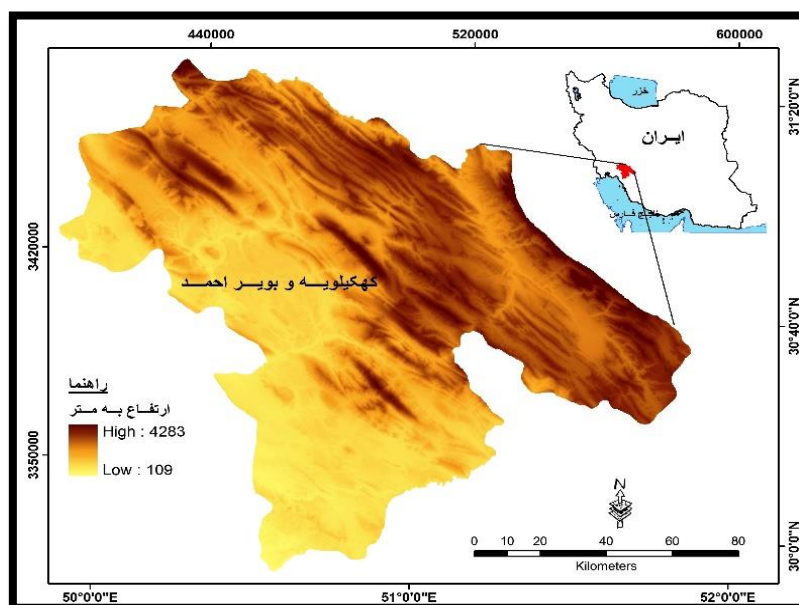 440000
520000
600000
خزر
ایران
خلیج فارس
31°20'0"N
3420000
کهکیلویه و بویر احمد
30°40'0"N
راهنما
ارتفاع به متر
High : 4283
Low : 109
3350000
N
0 10 20 40 60 80
Kilometers
30°0'0"N
50°0'0"E
51°0'0"E
52°0'0"E